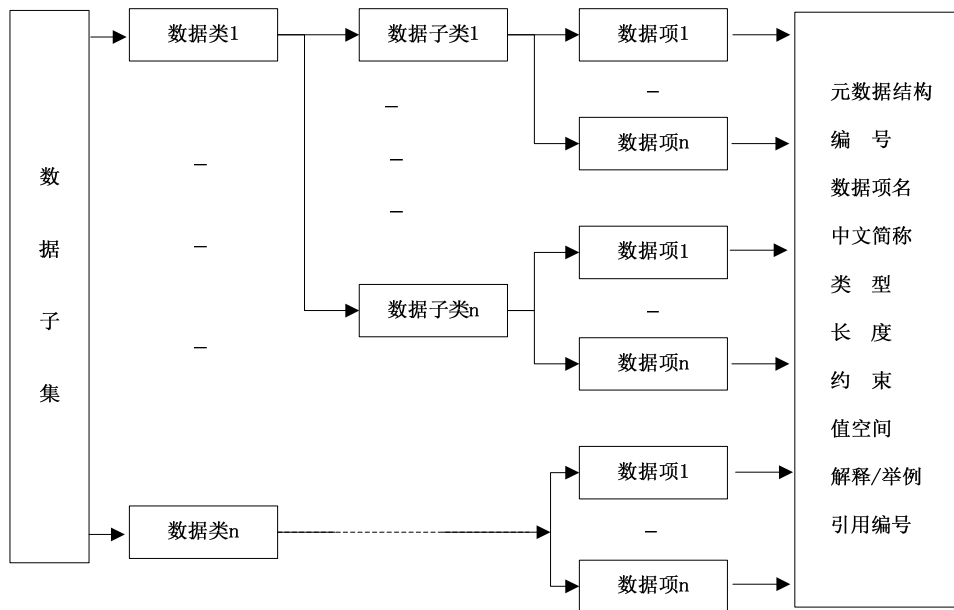 数据子集
数据类1
数据类n
数据子类1
数据子类n
数据项1
数据项n
数据项1
数据项n
数据项1
数据项n
元数据结构
编 号
数据项名
中文简称
类 型
长 度
约 束
值空间
解释/举例
引用编号